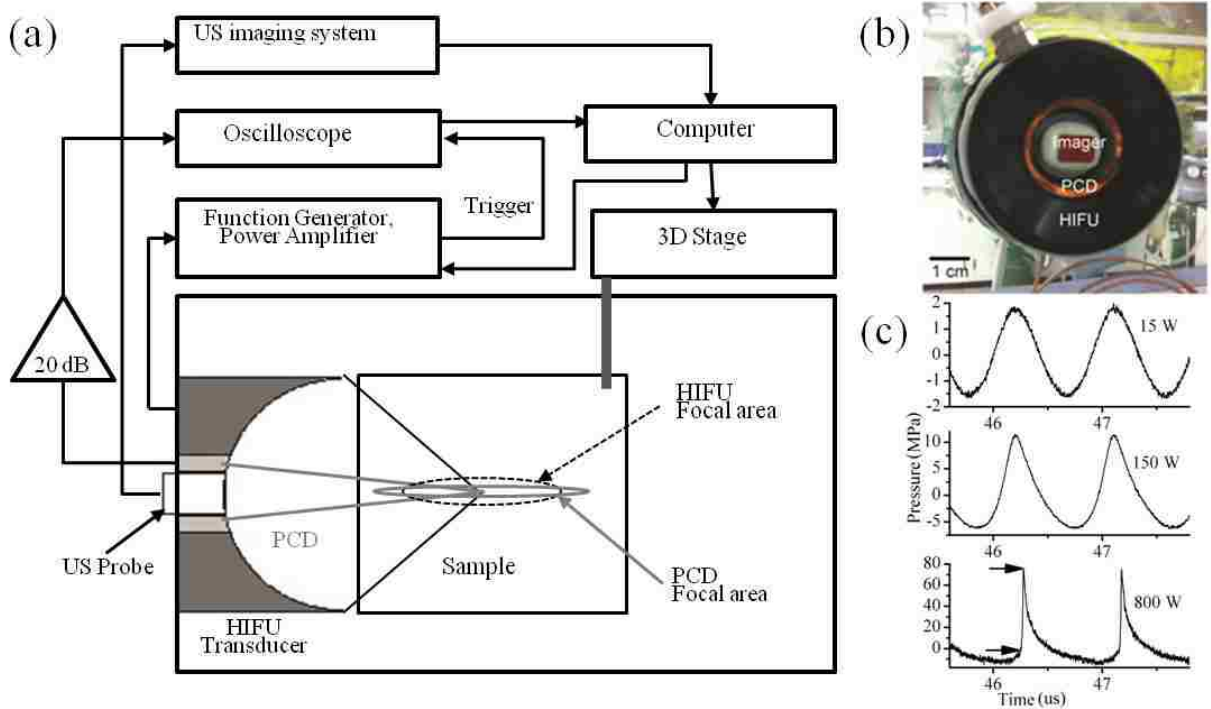 (a)
US imaging system
Oscilloscope
Computer
Trigger
Function Generator,
Power Amplifier
3D Stage
20 dB
HIFU
Focal area
PCD
Sample
US Probe
PCD
Focal area
HIFU
Transducer
(b)
Imager
PCD
HIFU
1 cm
(c)
2
1
0
-1
2
15 W
46
47
Pressure (MPa)
10
5
0
-5
150 W
46
47
80
60
40
20
0
800 W
46
47
Time (us)